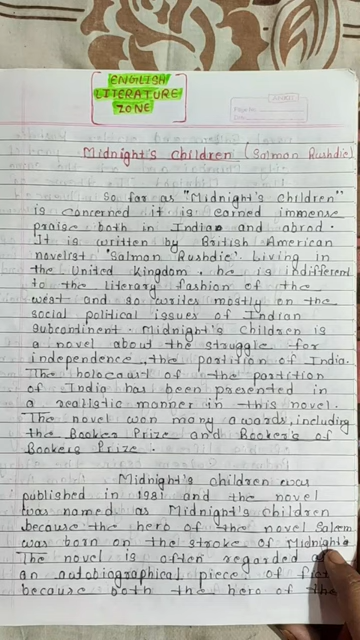 ENGLISH
LITERATURE
ZONE
Midnight's children (Salman Rushdie)
So far as "Midnight's Children"
is concerned it is earned immense
praise both in India and abrod.
It is written by British American
novelist 'Salman Rushdie'. Living in
the United Kingdom, he is indifferent
to the literary fashion of the
west and so writes mostly on the
social political issues of Indian
subcontinent. Midnight's Children is
a novel about the struggle for
independence, the partition of India.
The holocaust of the partition
of India has been presented in
a realistic manner in this novel.
The novel won many awards, including
the Booker Prize and Booker's of
Bookers Prize.
Midnight's children was
published in 1981 and the novel
was named as Midnight's children
because the hero of the novel Saleem
was born on the stroke of Midnight.
The novel is often regarded as
an autobiographical piece of
because both the hero of the